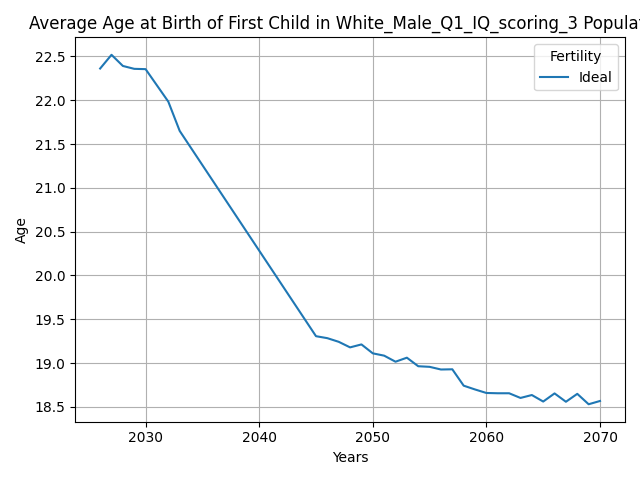 Average Age at Birth of First Child in White_Male_Q1_IQ_scoring_3 Popula
Fertility
Ideal
22.5
22.0
21.5
21.0
20.5
20.0
19.5
19.0
18.5
Age
2030 2040 2050 2060 2070
Years